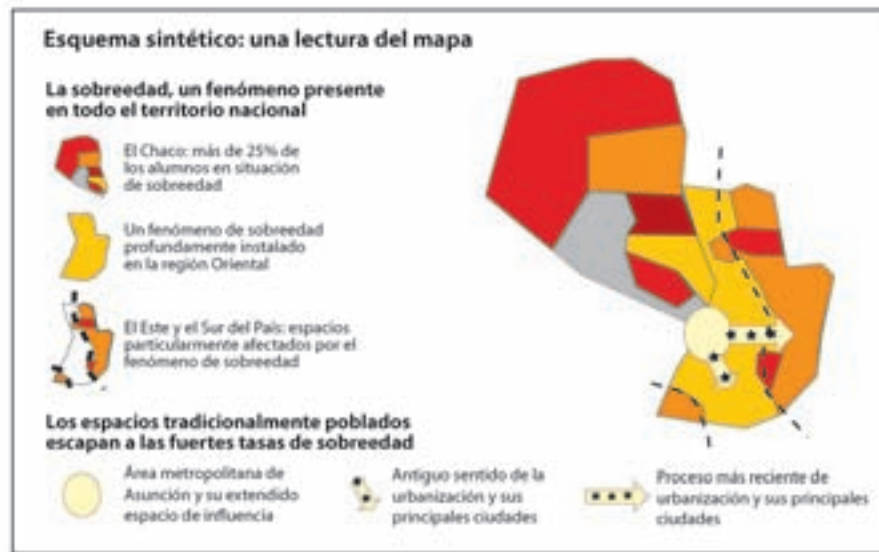 Esquema sintético: una lectura del mapa
La sobreedad, un fenómeno presente
en todo el territorio nacional
El Chaco: más de 25% de
los alumnos en situación
de sobreedad
Un fenómeno de sobreedad
profundamente instalado
en la región Oriental
El Este y el Sur del País: espacios
particularmente afectados por el
fenómeno de sobreedad
Los espacios tradicionalmente poblados
escapan a las fuertes tasas de sobreedad
Área metropolitana de
Asunción y su extendido
espacio de influencia
Antiguo sentido de la
urbanización y sus
principales ciudades
Proceso más reciente de
urbanización y sus principales
ciudades